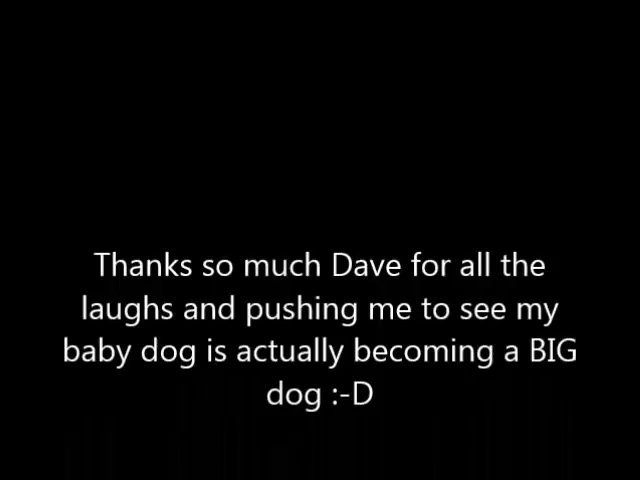 Thanks so much Dave for all the
laughs and pushing me to see my
baby dog is actually becoming a BIG
dog :-D